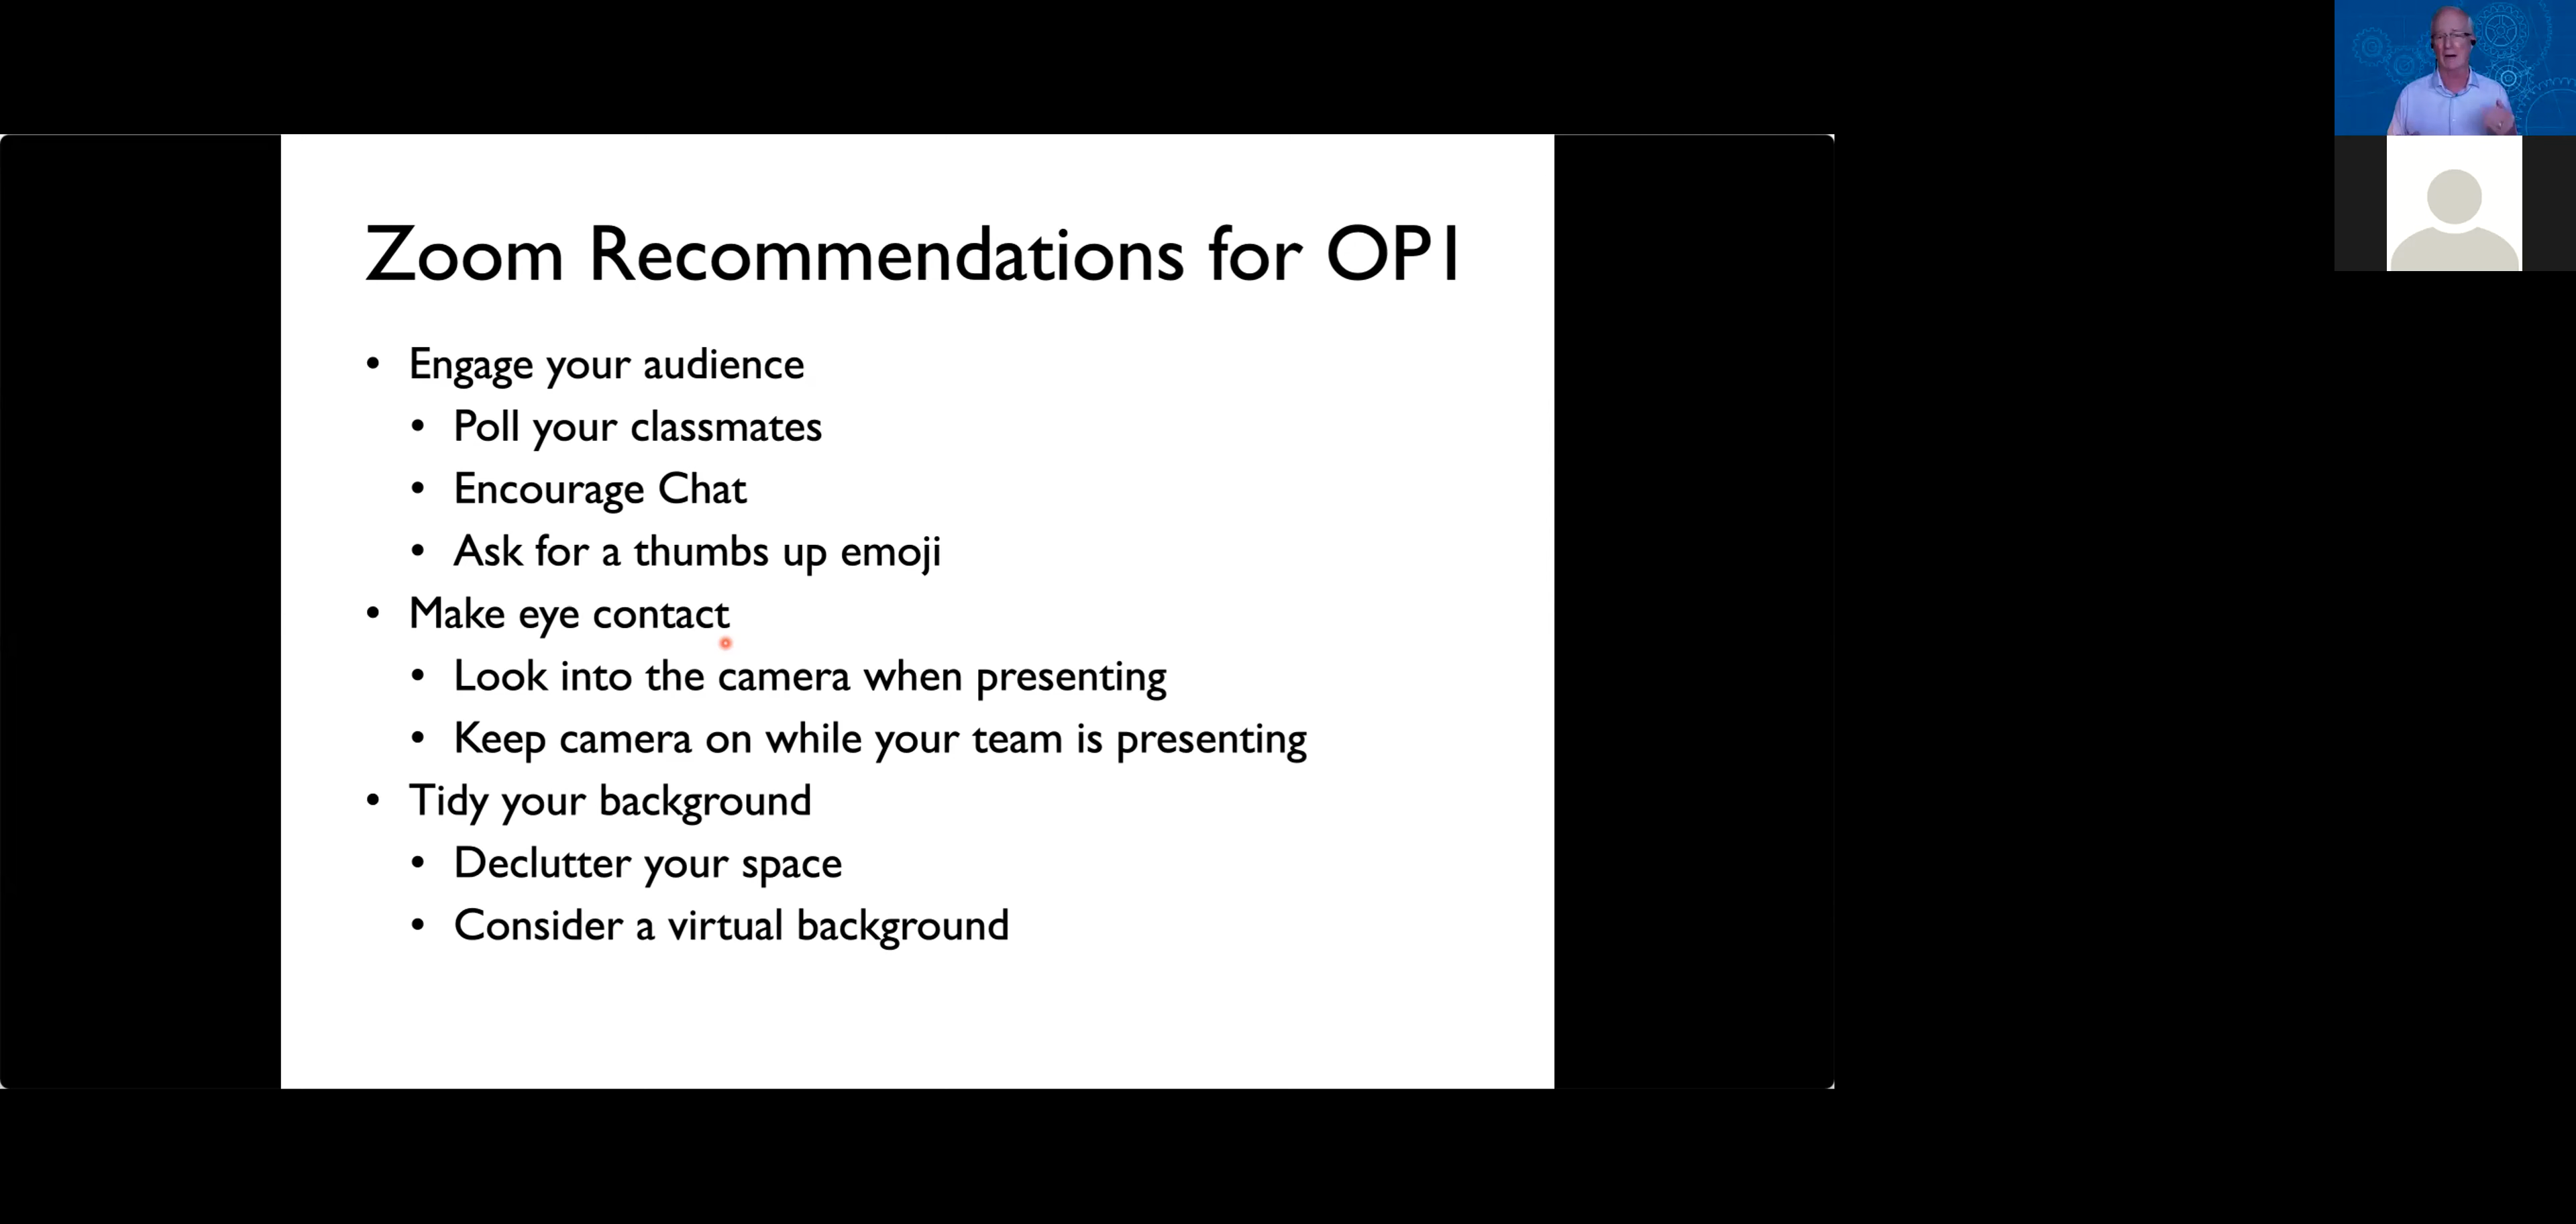 Zoom Recommendations for OP1
• Engage your audience
• Poll your classmates
• Encourage Chat
• Ask for a thumbs up emoji
• Make eye contact
• Look into the camera when presenting
• Keep camera on while your team is presenting
• Tidy your background
• Declutter your space
• Consider a virtual background